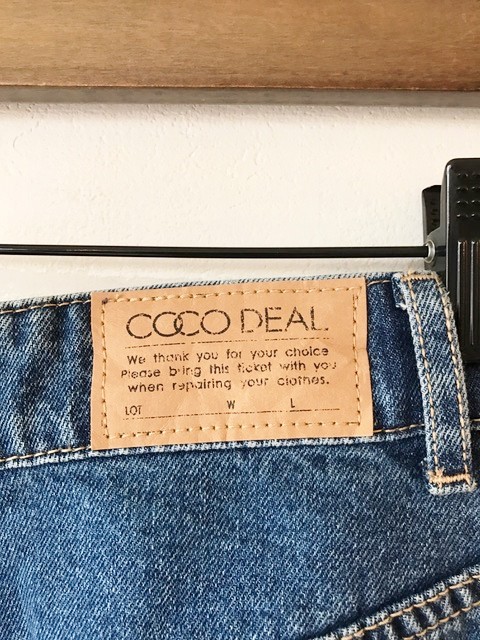 COCO DEAL
We thank you for your choice
Please bring this ticket with you
when repairing your clothes.
LOT W L